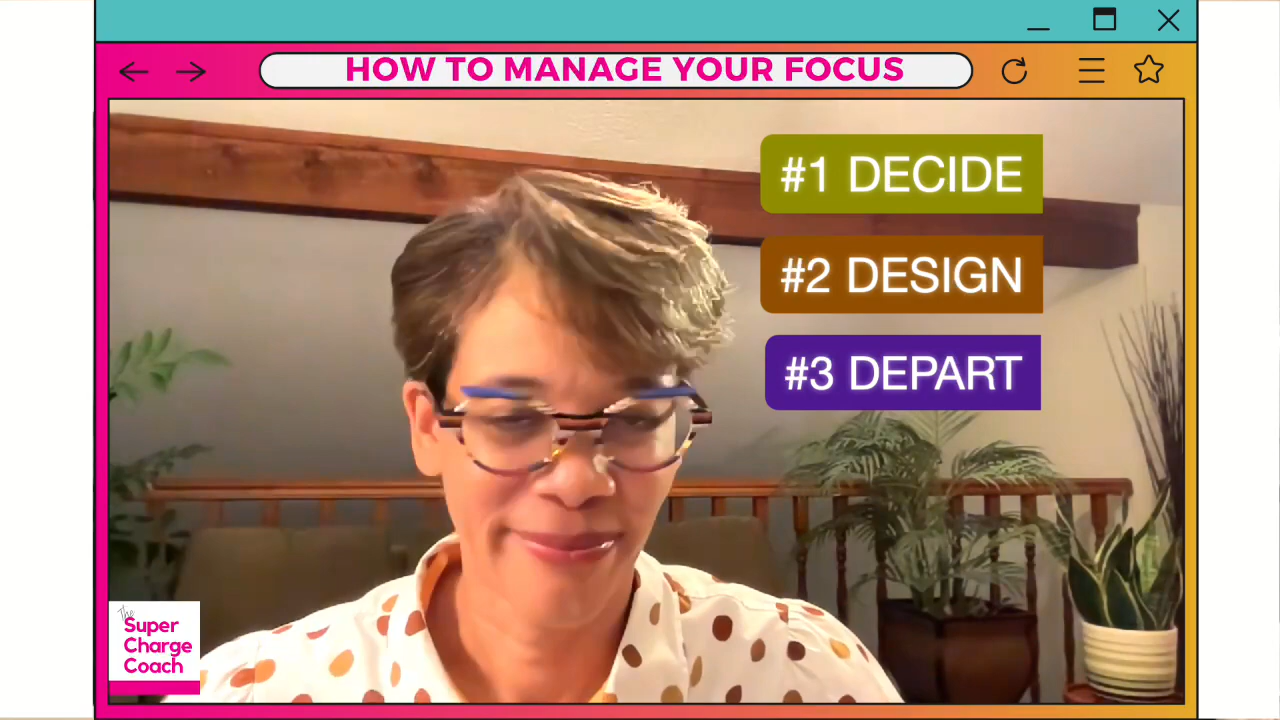 HOW TO MANAGE YOUR FOCUS
#1 DECIDE
#2 DESIGN
#3 DEPART
The
Super
Charge
Coach